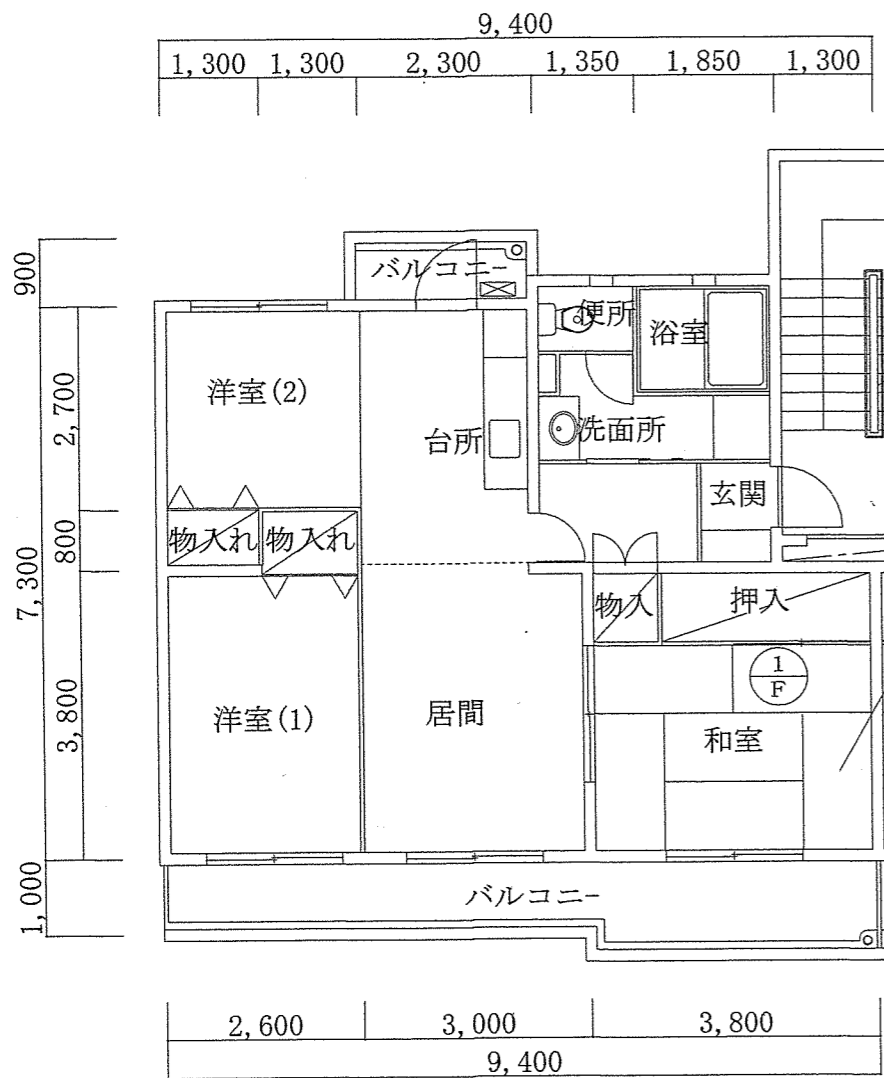 9,400
1,300 1,300 2,300 1,350 1,850 1,300
900
2,700
800
7,300
3,800
1,000
バルコニー
便所
浴室
洋室(2)
台所
洗面所
玄関
物入れ 物入れ
物入
押入
1
F
洋室(1)
居間
和室
バルコニー
2,600 3,000 3,800
9,400